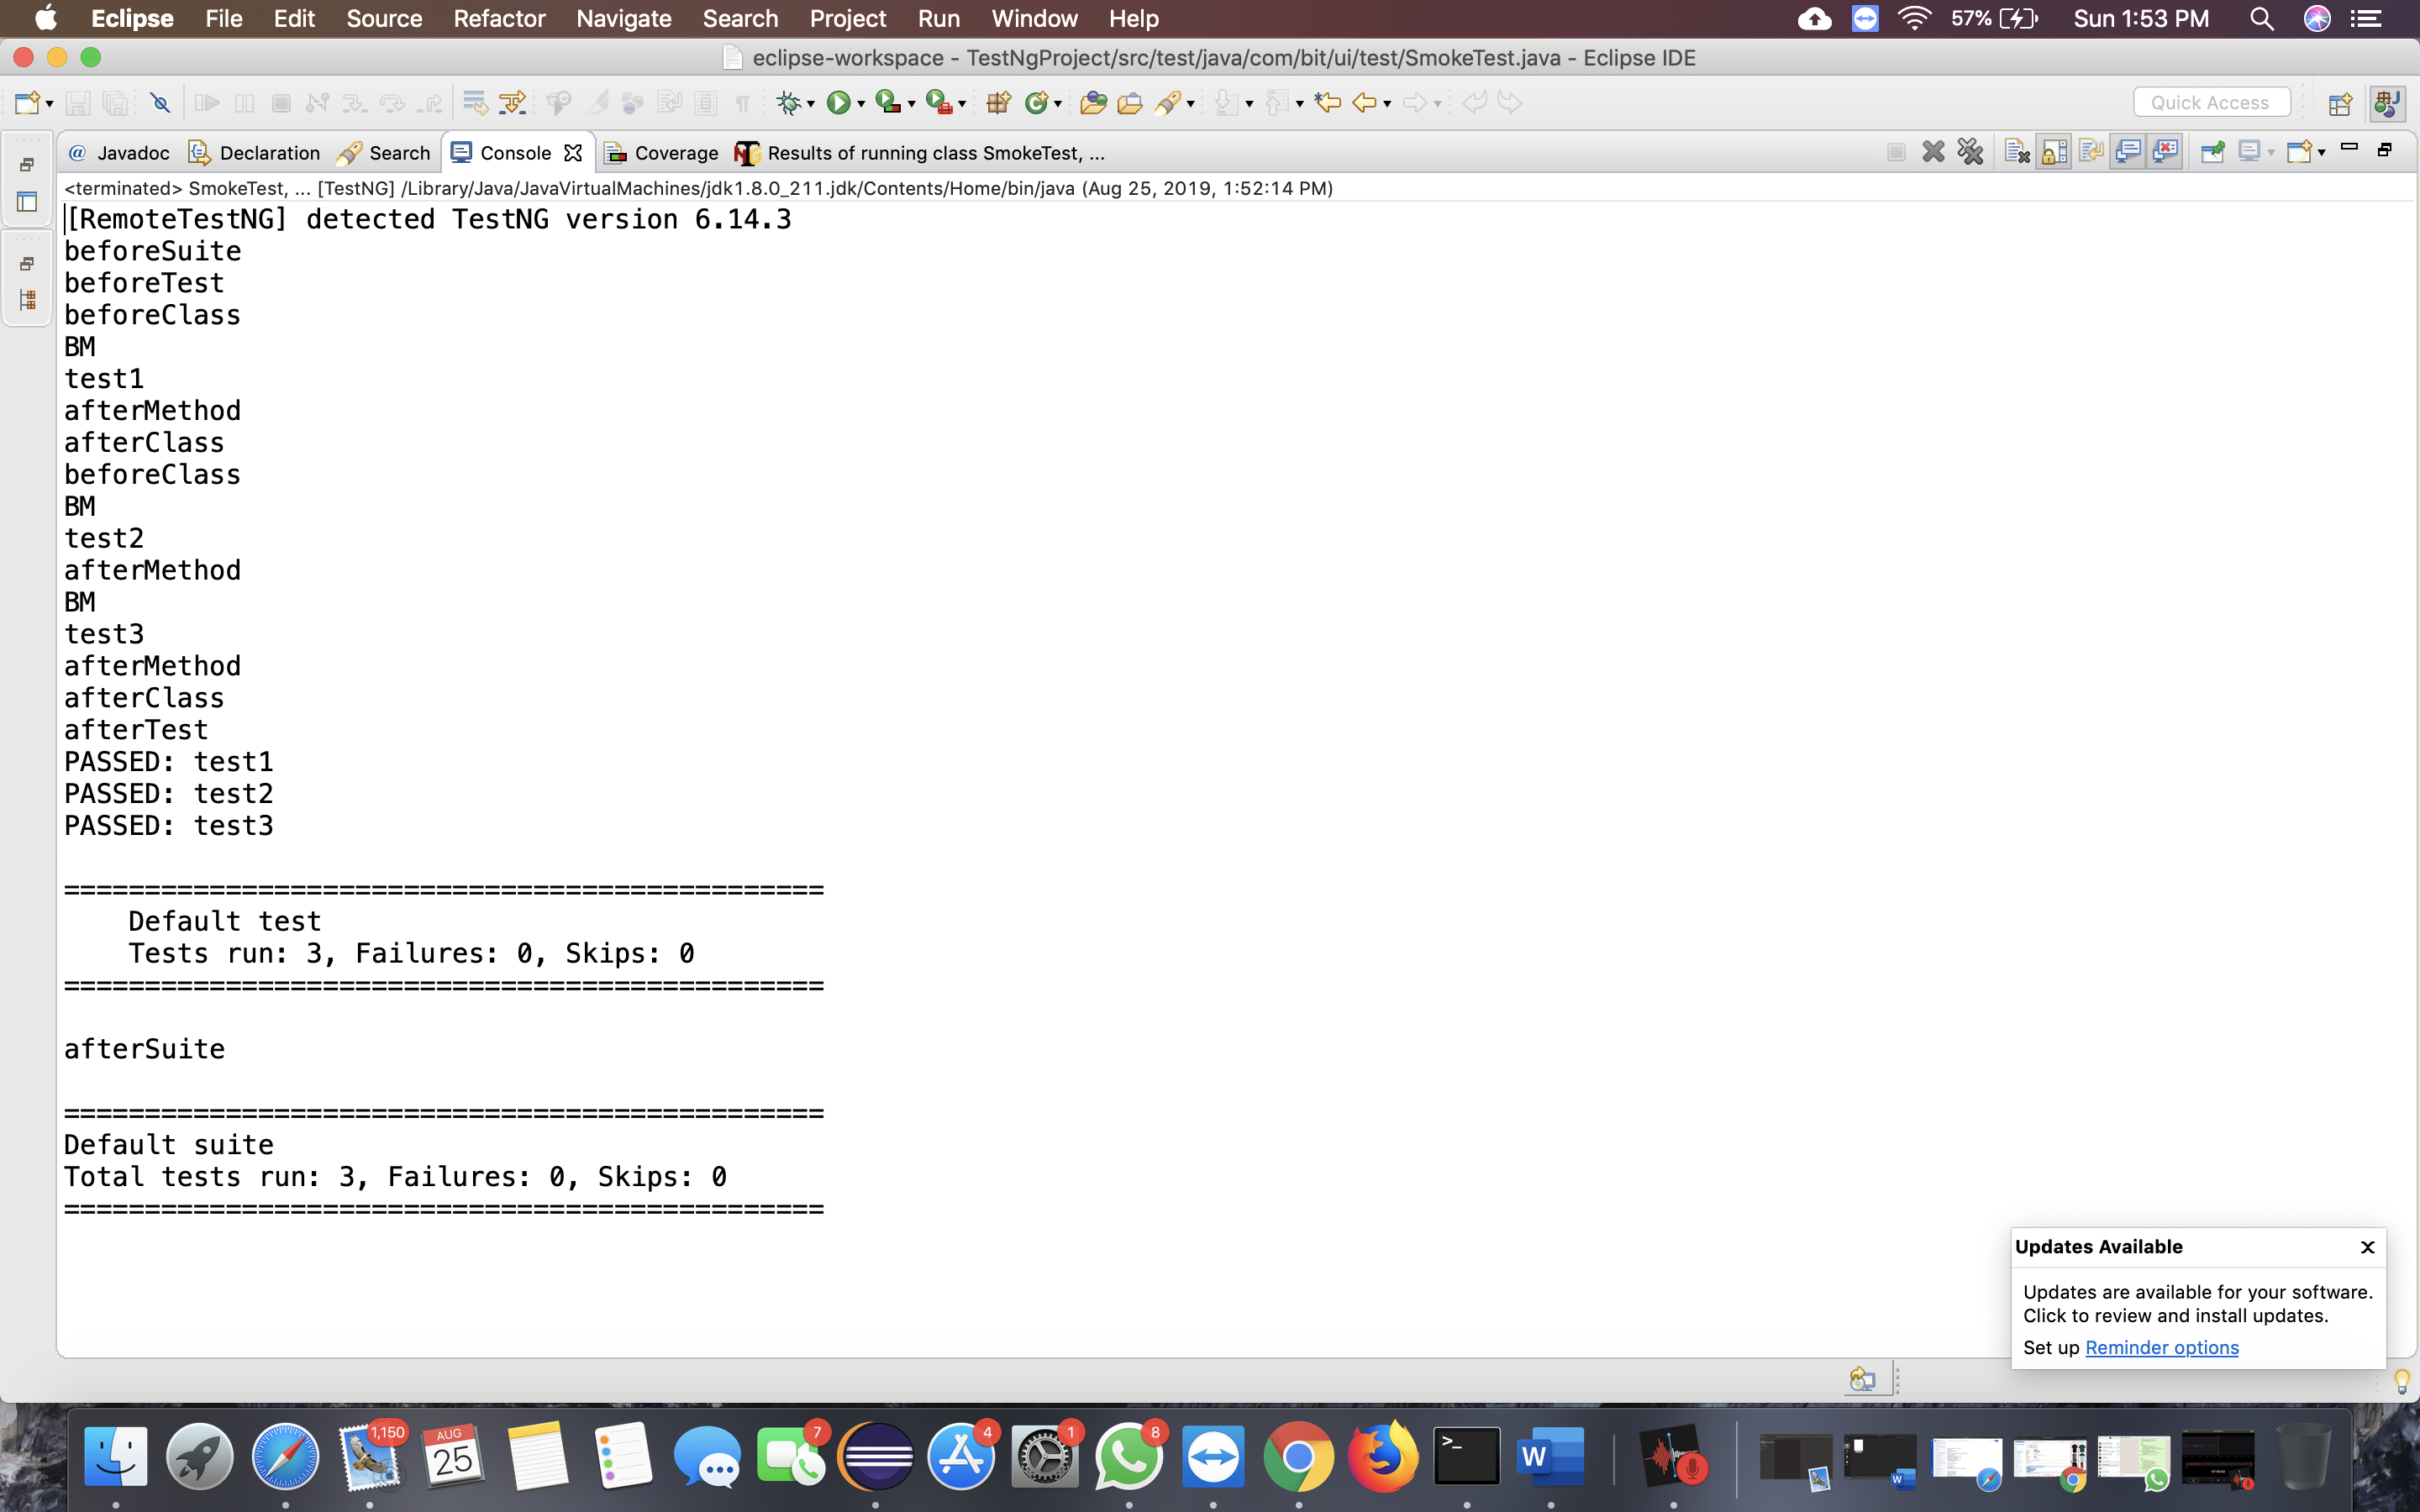 Eclipse File Edit Source Refactor Navigate Search Project Run Window Help 57% Sun 1:53 PM
eclipse-workspace - TestNgProject/src/test/java/com/bit/ui/test/SmokeTest.java - Eclipse IDE
Quick Access
@ Javadoc Declaration Search Console Coverage Results of running class SmokeTest, ...
<terminated> SmokeTest, ... [TestNG] /Library/Java/JavaVirtualMachines/jdk1.8.0_211.jdk/Contents/Home/bin/java (Aug 25, 2019, 1:52:14 PM)
[RemoteTestNG] detected TestNG version 6.14.3
beforeSuite
beforeTest
beforeClass
BM
test1
afterMethod
afterClass
beforeClass
BM
test2
afterMethod
BM
test3
afterMethod
afterClass
afterTest
PASSED: test1
PASSED: test2
PASSED: test3
===============================================
Default test
Tests run: 3, Failures: 0, Skips: 0
===============================================
afterSuite
===============================================
Default suite
Total tests run: 3, Failures: 0, Skips: 0
===============================================
Updates Available x
Updates are available for your software.
Click to review and install updates.
Set up Reminder options
1,150 AUG 25 7 4 1 8 >_ W